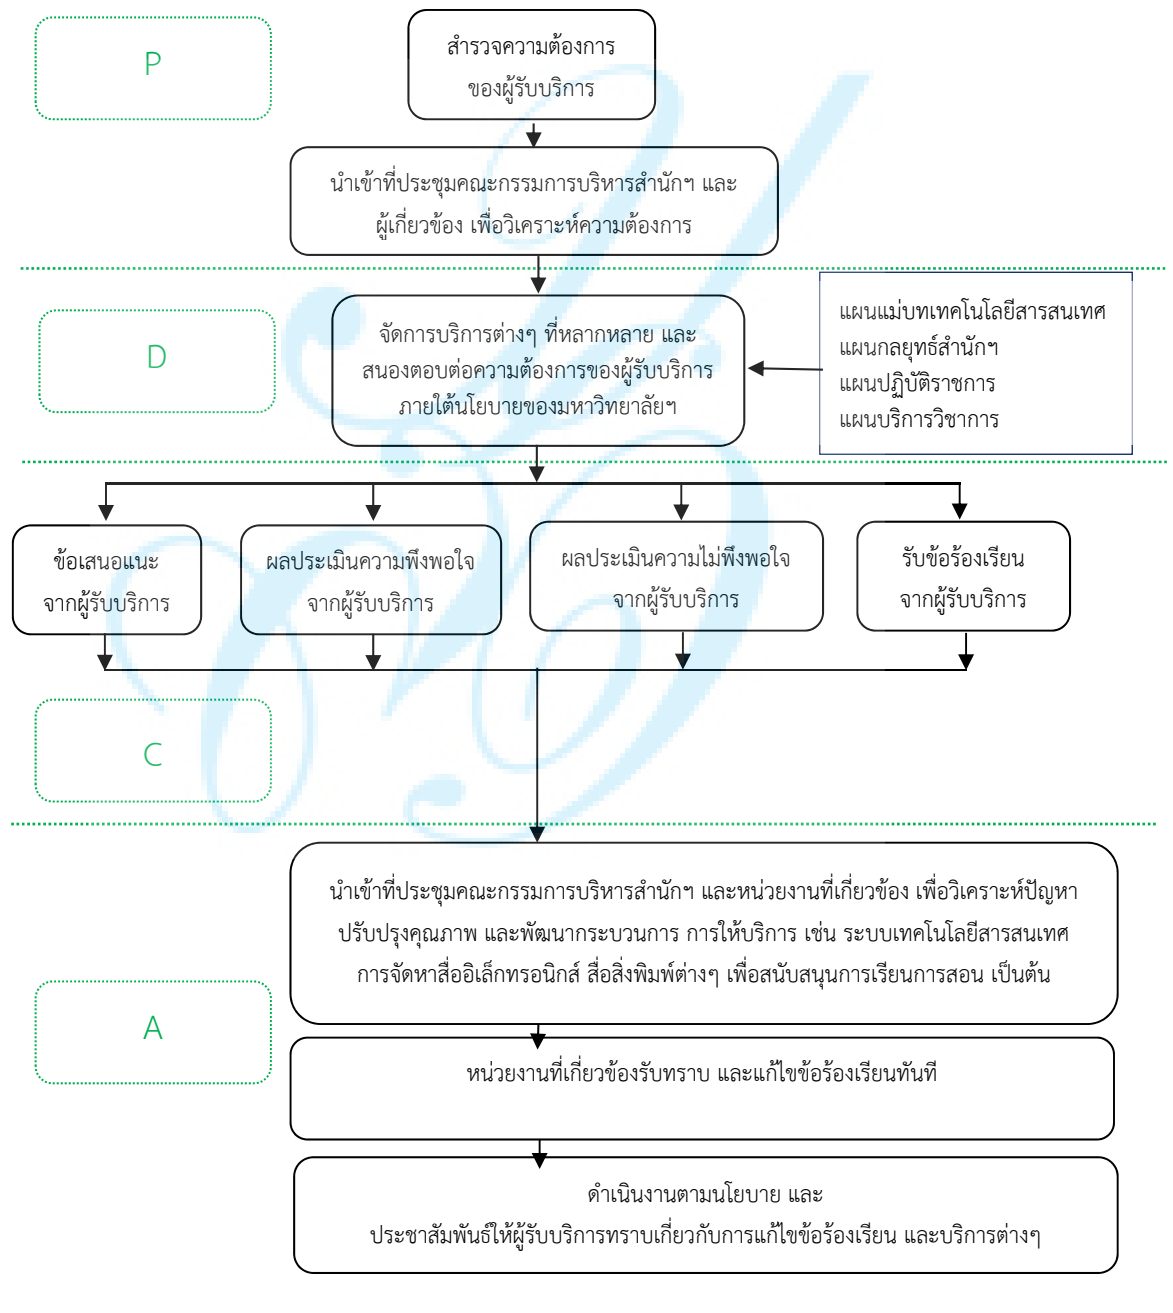 P
สำรวจความต้องการ
ของผู้รับบริการ
นำเข้าที่ประชุมคณะกรรมการบริหารสำนักฯ และ
ผู้เกี่ยวข้อง เพื่อวิเคราะห์ความต้องการ
D
จัดการบริการต่างๆ ที่หลากหลาย และ
สนองตอบต่อความต้องการของผู้รับบริการ
ภายใต้นโยบายของมหาวิทยาลัยฯ
แผนแม่บทเทคโนโลยีสารสนเทศ
แผนกลยุทธ์สำนักฯ
แผนปฏิบัติราชการ
แผนบริการวิชาการ
ข้อเสนอแนะ
จากผู้รับบริการ
ผลประเมินความพึงพอใจ
จากผู้รับบริการ
ผลประเมินความไม่พึงพอใจ
จากผู้รับบริการ
รับข้อร้องเรียน
จากผู้รับบริการ
C
นำเข้าที่ประชุมคณะกรรมการบริหารสำนักฯ และหน่วยงานที่เกี่ยวข้อง เพื่อวิเคราะห์ปัญหา
ปรับปรุงคุณภาพ และพัฒนากระบวนการ การให้บริการ เช่น ระบบเทคโนโลยีสารสนเทศ
การจัดหาสื่ออิเล็กทรอนิกส์ สื่อสิ่งพิมพ์ต่างๆ เพื่อสนับสนุนการเรียนการสอน เป็นต้น
A
หน่วยงานที่เกี่ยวข้องรับทราบ และแก้ไขข้อร้องเรียนทันที
ดำเนินงานตามนโยบาย และ
ประชาสัมพันธ์ให้ผู้รับบริการทราบเกี่ยวกับการแก้ไขข้อร้องเรียน และบริการต่างๆ